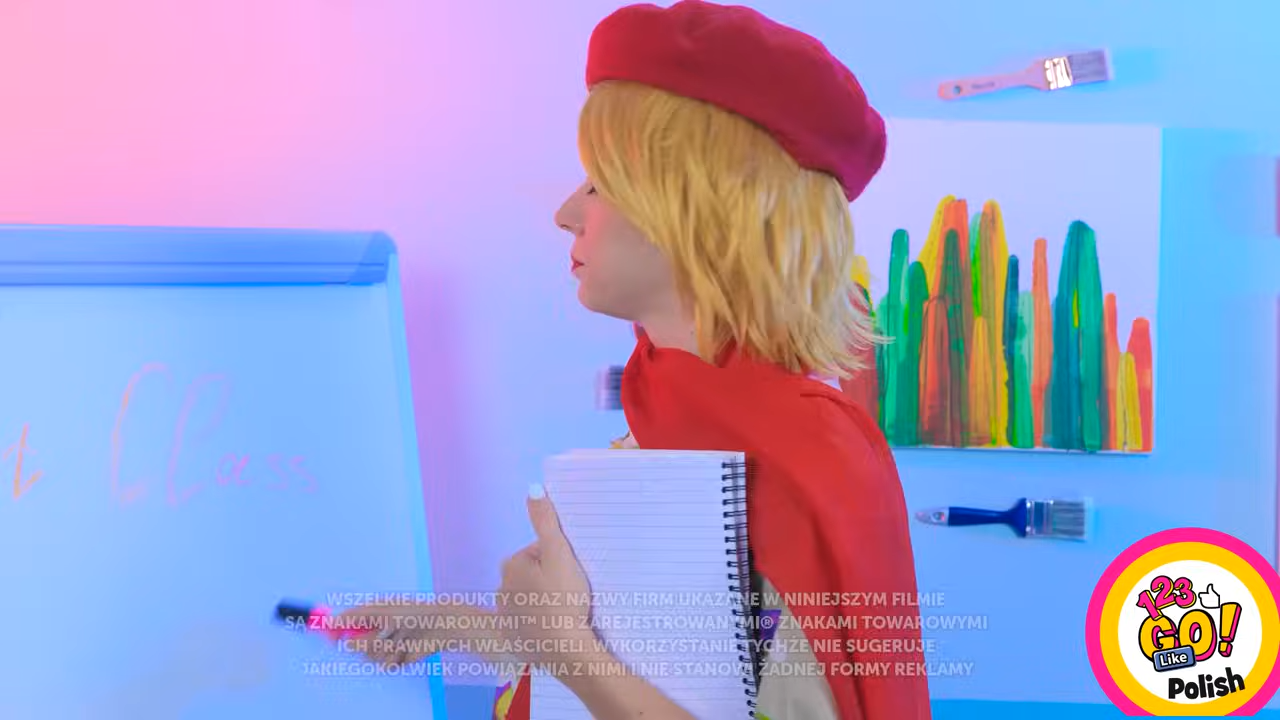 t Class
WSZELKIE PRODUKTY ORAZ NAZWY FIRM UKAZANE W NINIEJSZYM FILMIE
SĄ ZNAKAMI TOWAROWYMI™ LUB ZAREJESTROWANYMI® ZNAKAMI TOWAROWYMI
ICH PRAWNYCH WŁAŚCICIELI. WYKORZYSTANIE TYCHŻE NIE SUGERUJE
JAKIEGOKOLWIEK POWIĄZANIA Z NIMI I NIE STANOWI ŻADNEJ FORMY REKLAMY
123
GO!
Like
Polish